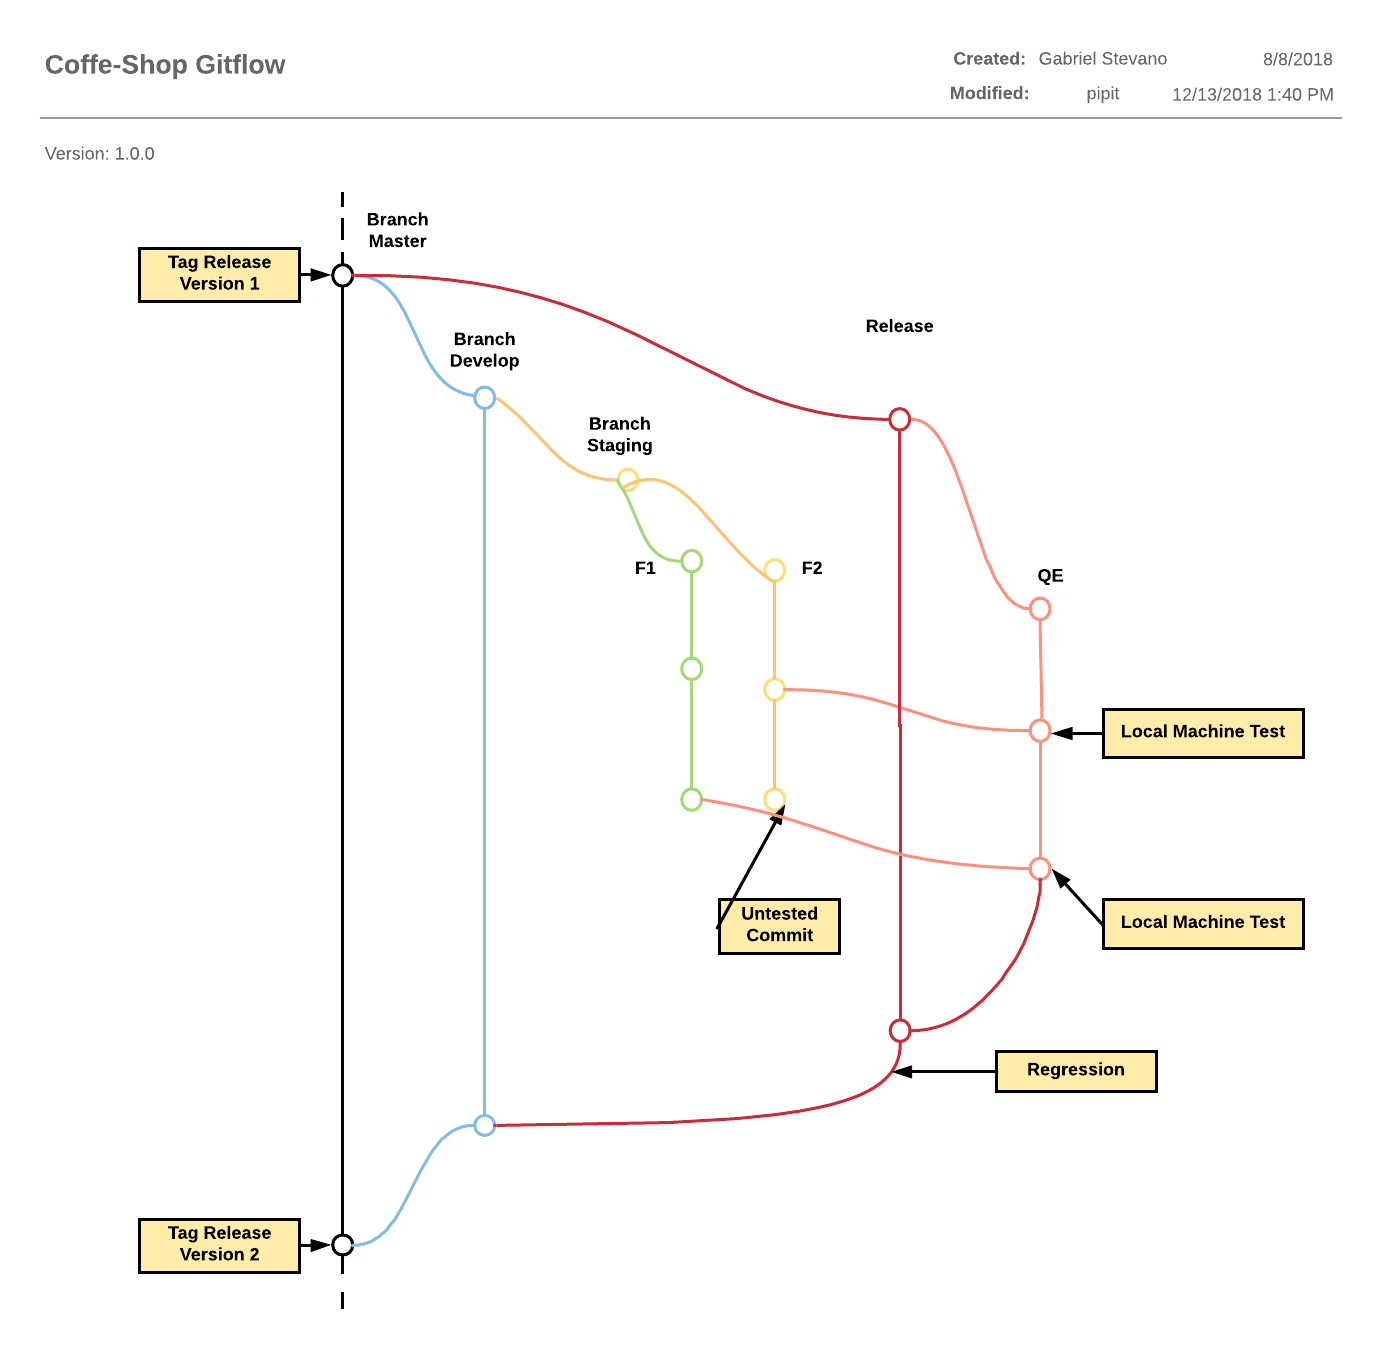 Coffe-Shop Gitflow
Created: Gabriel Stevano 8/8/2018
Modified: pipit 12/13/2018 1:40 PM
Version: 1.0.0
Branch
Master
Tag Release
Version 1
Release
Branch
Develop
Branch
Staging
F1
F2
QE
Local Machine Test
Untested
Commit
Local Machine Test
Regression
Tag Release
Version 2